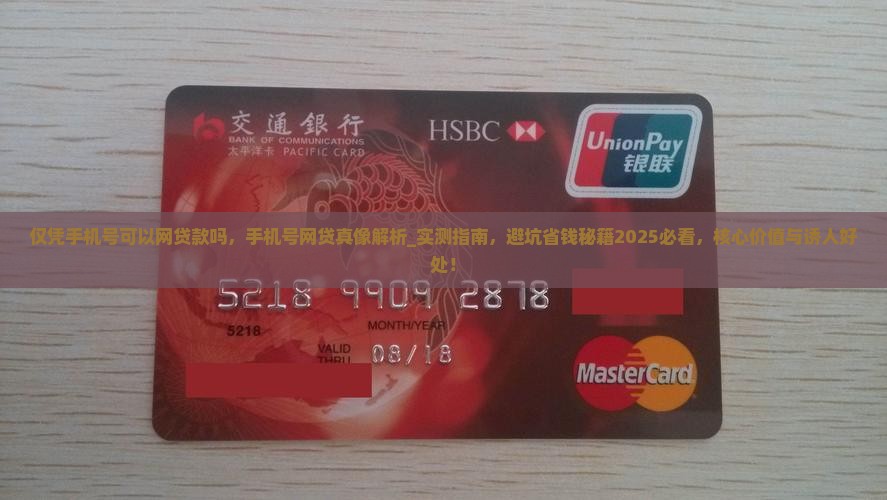 交通銀行
BANK OF COMMUNICATIONS
太平洋卡 PACIFIC CARD
HSBC
UnionPay
银联
仅凭手机号可以网贷款吗，手机号网贷真像解析_实测指南，避坑省钱秘籍2025必看，核心价值与诱人好
处！
5218 9909 2878
5218
MONTH/YEAR
VALID
THRU
08/18
MasterCard